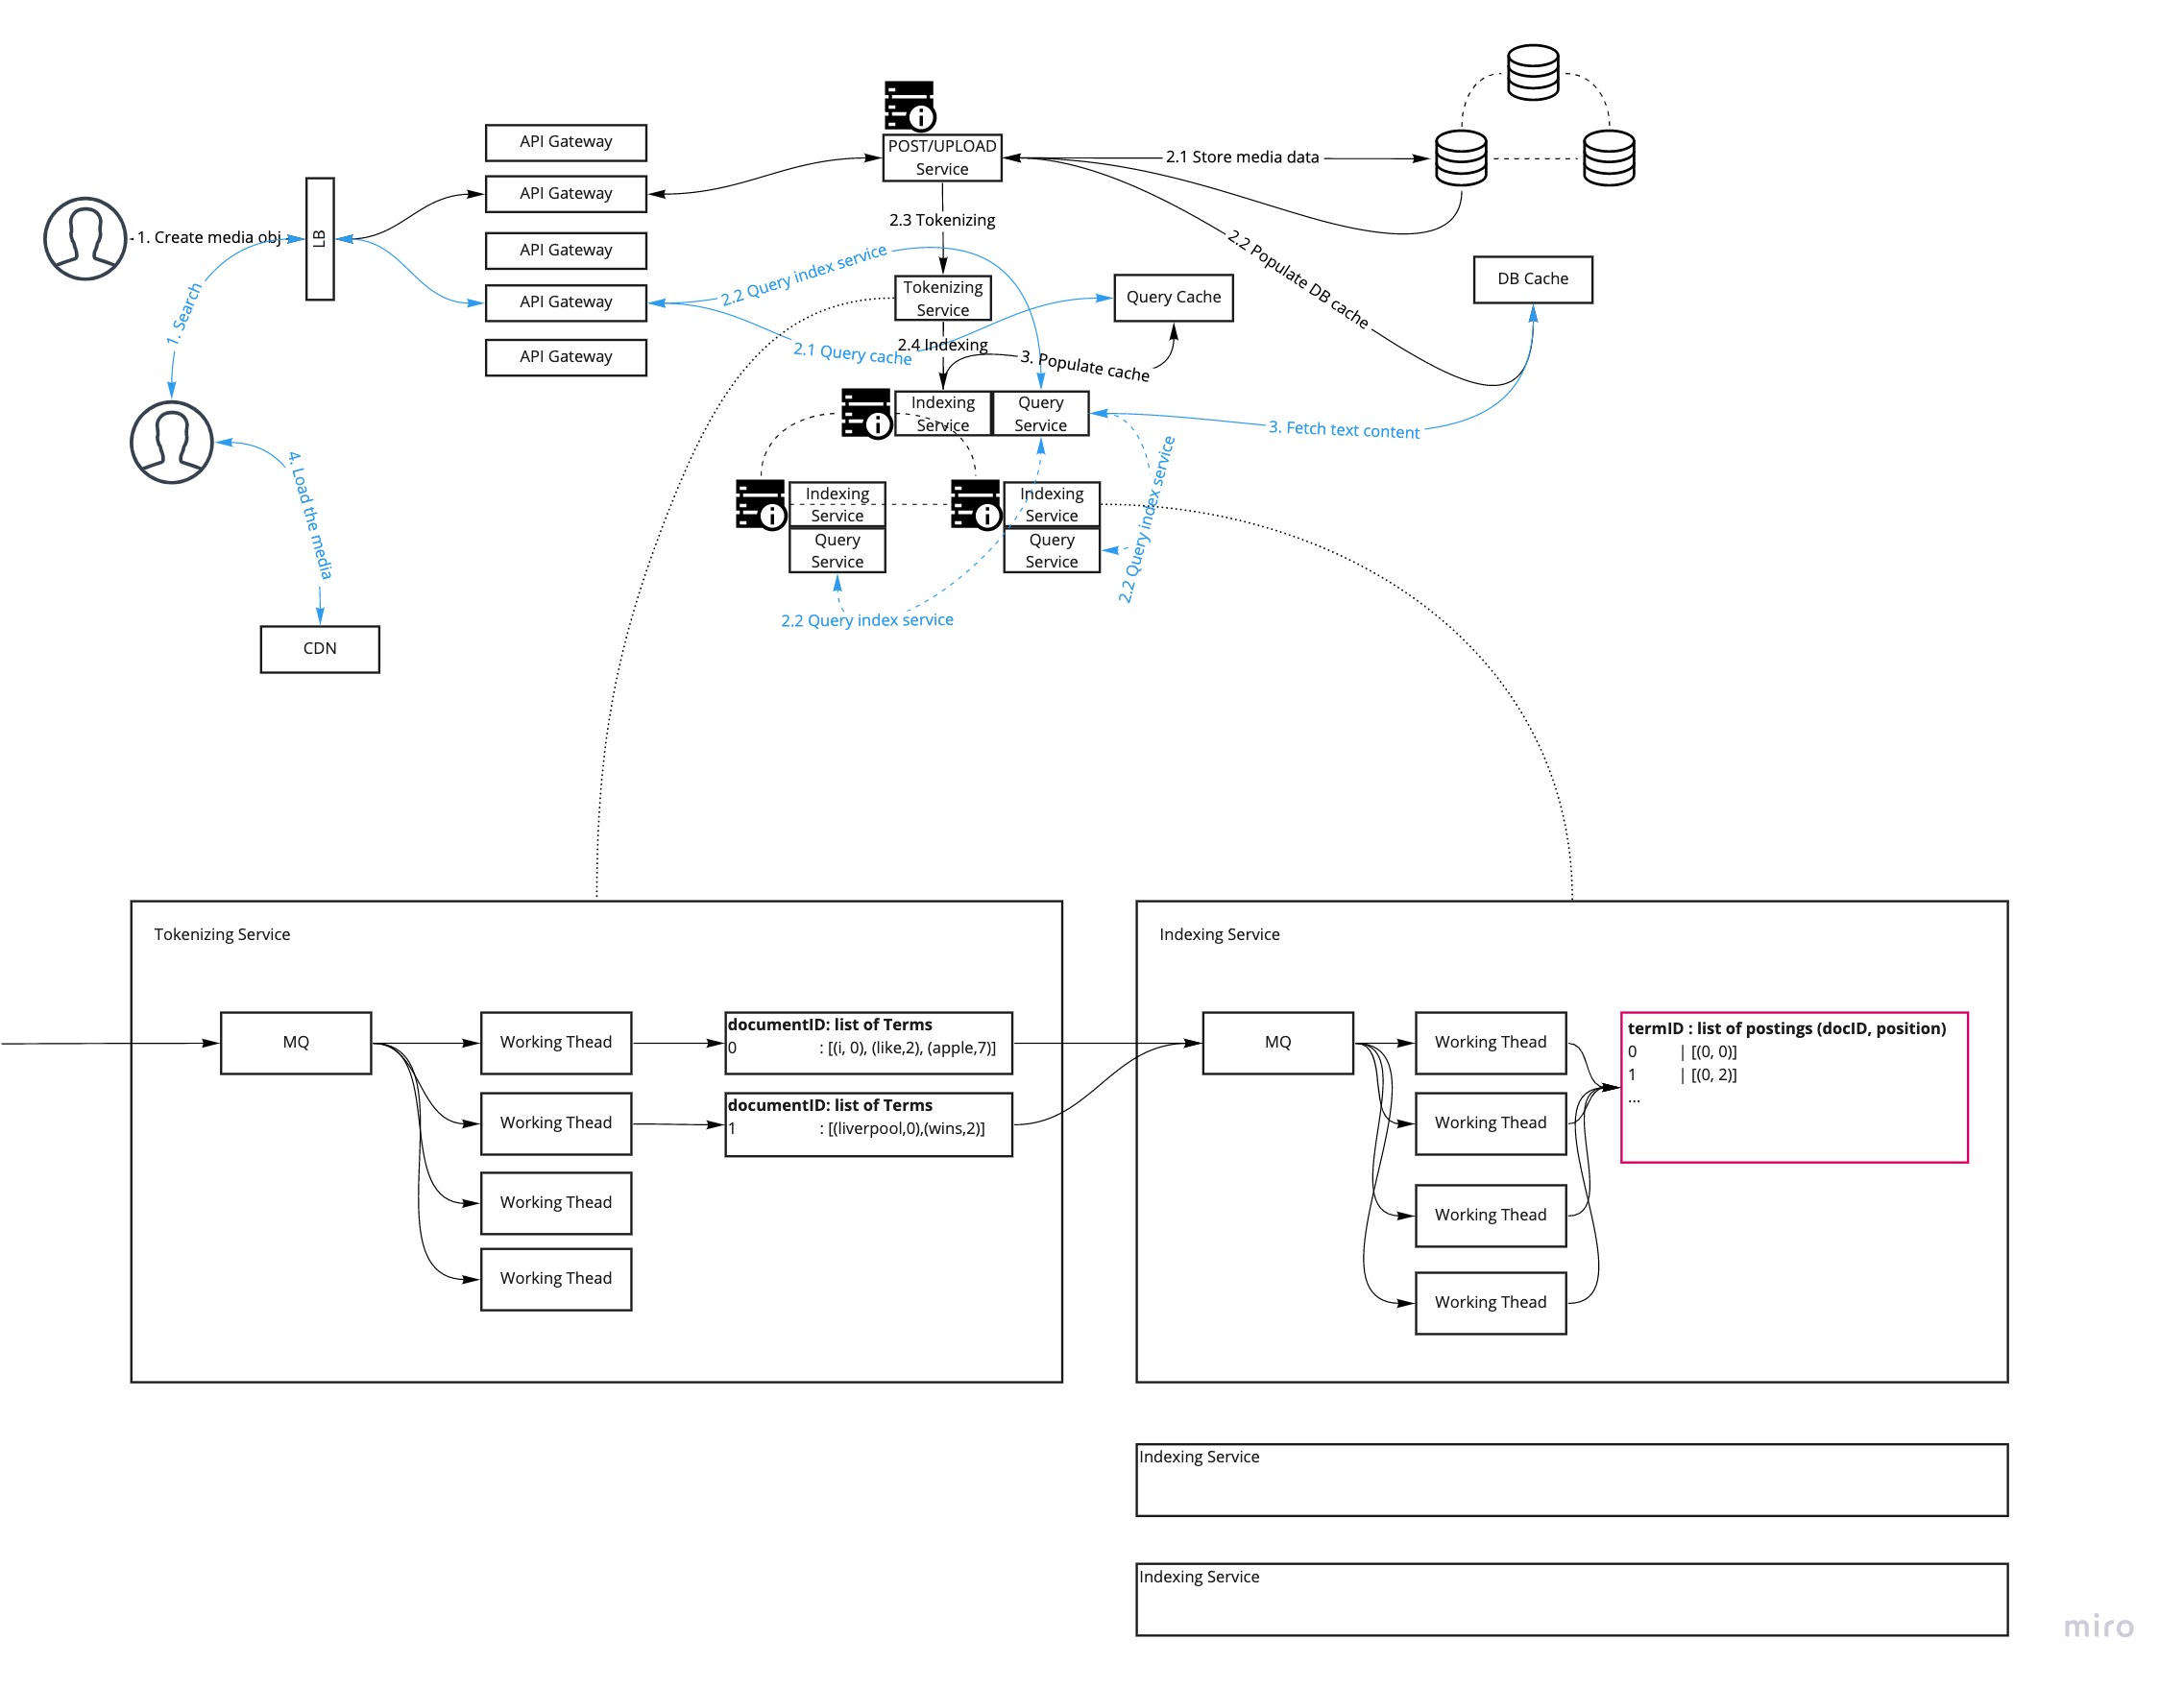 POST/UPLOAD
Service
API Gateway
API Gateway
API Gateway
API Gateway
API Gateway
1. Create media obj
LB
1. Search
4. Load the media
CDN
2.1 Store media data
2.2 Populate DB cache
DB Cache
2.3 Tokenizing
2.2 Query index service
Tokenizing
Service
Query Cache
2.1 Query cache
2.4 Indexing
3. Populate cache
Indexing
Service
Query
Service
3. Fetch text content
Indexing
Service
Query
Service
Indexing
Service
Query
Service
2.2 Query index service
2.2 Query index service
Tokenizing Service
MQ
Working Thead
Working Thead
Working Thead
Working Thead
documentID: list of Terms
0 : [(i, 0), (like,2), (apple,7)]
documentID: list of Terms
1 : [(liverpool,0),(wins,2)]
Indexing Service
MQ
Working Thead
Working Thead
Working Thead
Working Thead
termID : list of postings (docID, position)
0 | [(0, 0)]
1 | [(0, 2)]
...
Indexing Service
Indexing Service
miro